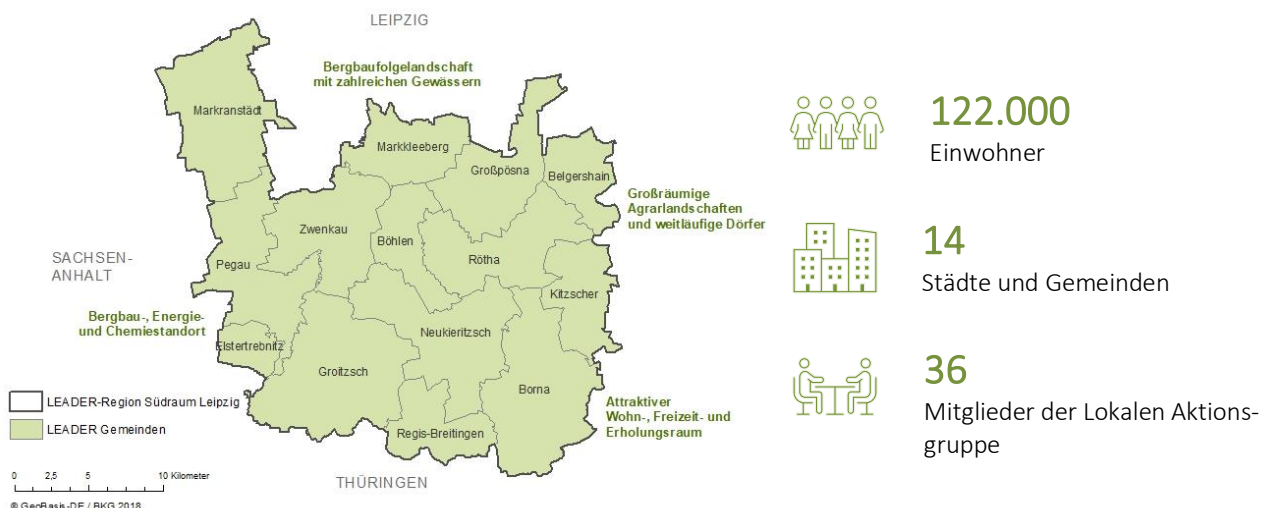 LEIPZIG
Bergbaufolgelandschaft
mit zahlreichen Gewässern
Markranstädt
Markkleeberg
Großpösna
Belgershain
Großräumige
Agrarlandschaften
und weitläufige Dörfer
Zwenkau
Böhlen
Rötha
SACHSEN-
ANHALT
Pegau
Kitzscher
Bergbau-, Energie-
und Chemiestandort
Elstertrebnitz
Neukieritzsch
Groitzsch
Borna
Attraktiver
Wohn-, Freizeit- und
Erholungsraum
Regis-Breitingen
THÜRINGEN
LEADER-Region Südraum Leipzig
LEADER Gemeinden
0 2,5 5 10 Kilometer
© GeoBasis-DE / BKG 2018
122.000
Einwohner
14
Städte und Gemeinden
36
Mitglieder der Lokalen Aktions-
gruppe